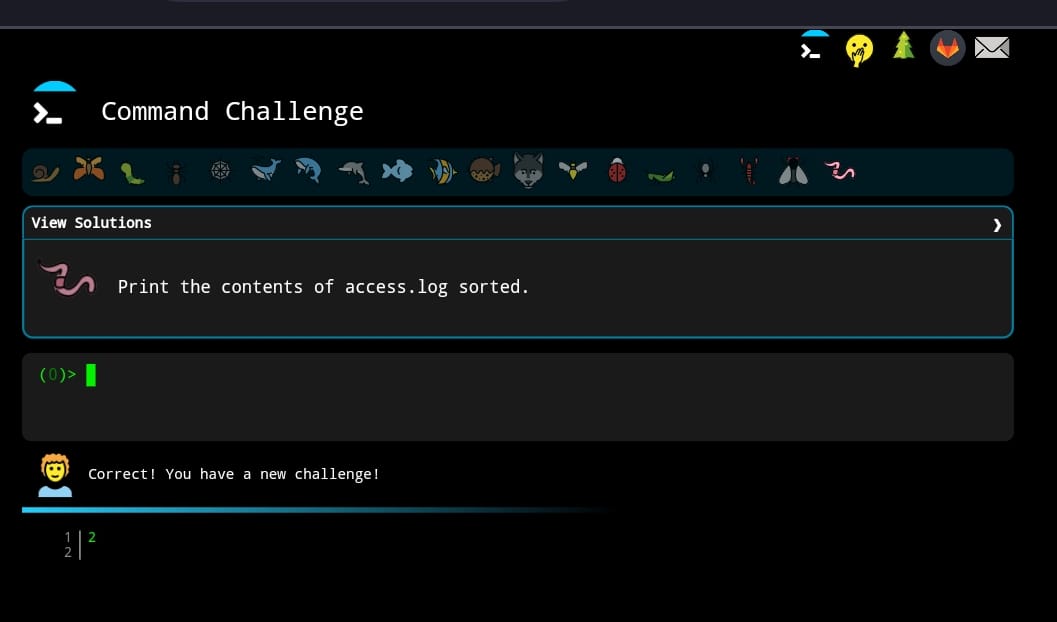 Command Challenge
View Solutions
Print the contents of access.log sorted.
(0)>
Correct! You have a new challenge!
1 2
2